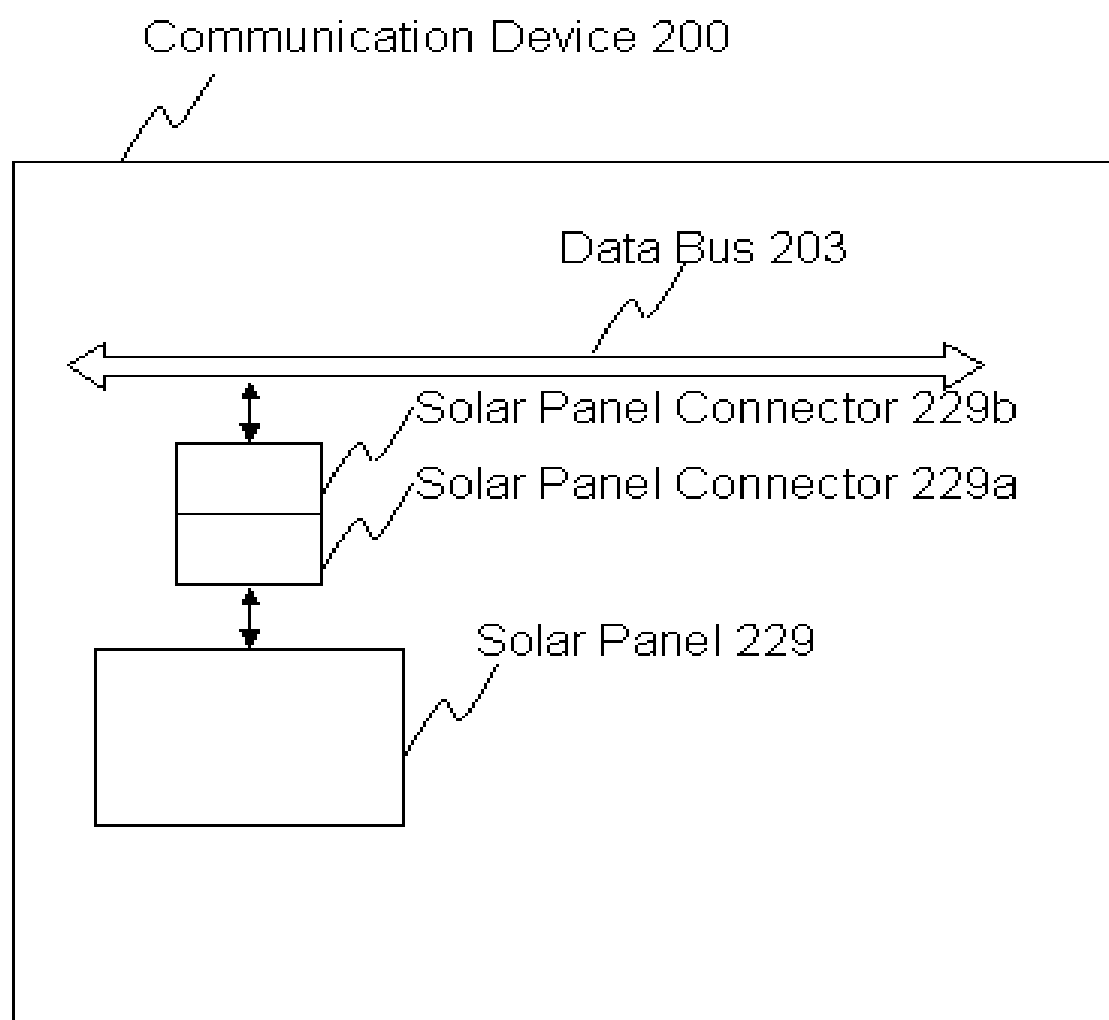 Communication Device 200
Data Bus 203
Solar Panel Connector 229b
Solar Panel Connector 229a
Solar Panel 229